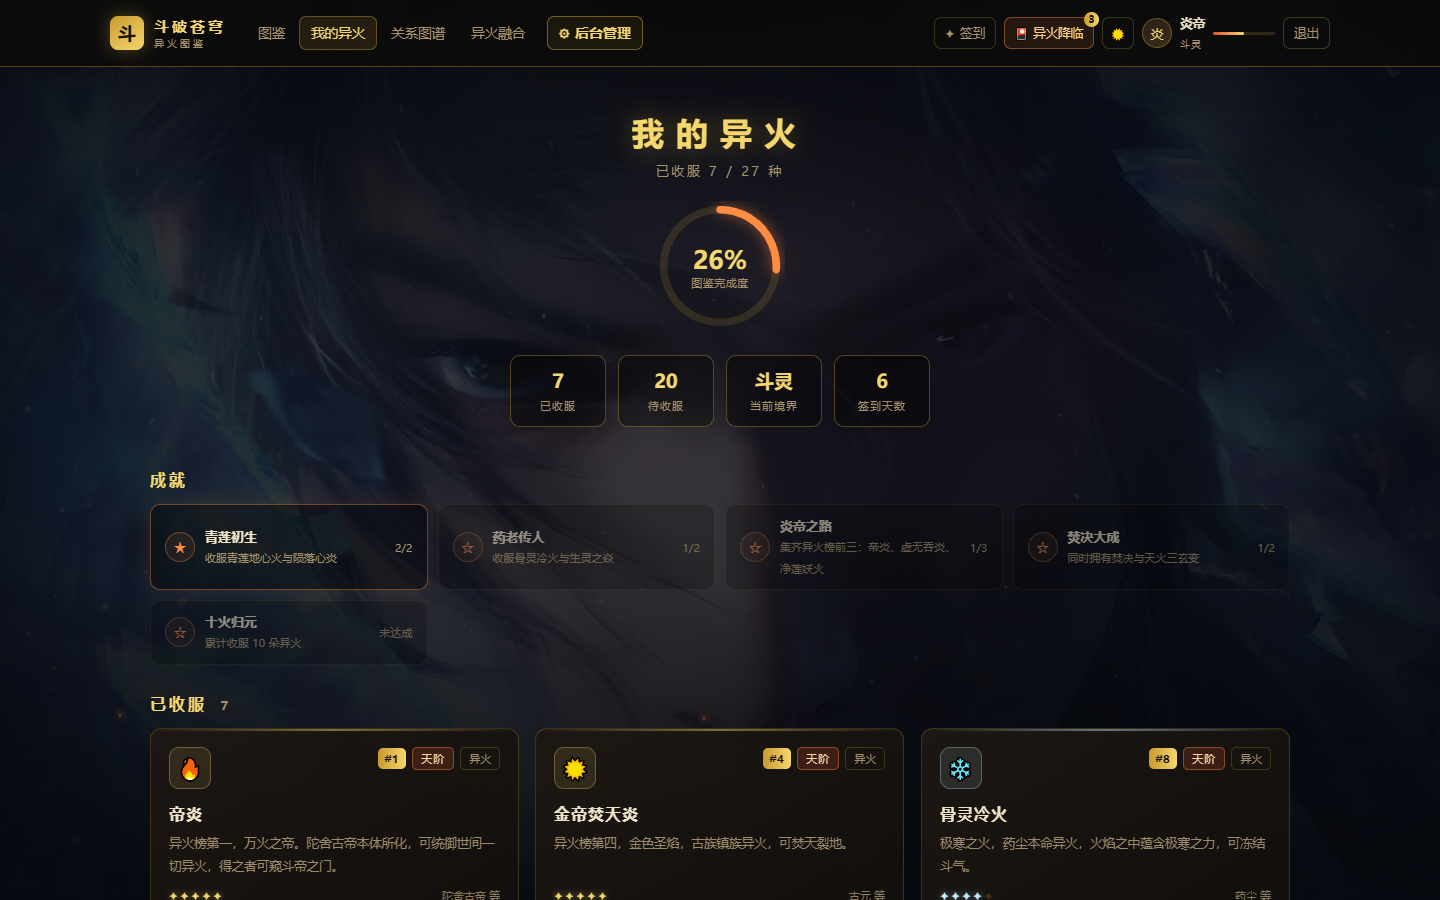 斗 斗破苍穹 异火图鉴
图鉴 我的异火 关系图谱 异火融合 后台管理
签到 异火降临 3 炎 炎帝 斗灵 退出
我的异火
已收服 7 / 27 种
26%
图鉴完成度
7 20 斗灵 6
已收服 待收服 当前境界 签到天数
成就
青莲初生
收服青莲地心火与陨落心炎 2/2
药老传人
收服骨灵冷火与生灵之焱 1/2
炎帝之路
集齐异火榜前三：帝炎、虚无吞炎、 1/3
净莲妖火
焚决大成
同时拥有焚决与天火三玄变 1/2
十火归元
累计收服 10 朵异火 未达成
已收服 7
#1 天阶 异火
帝炎
异火榜第一，万火之帝。陀舍古帝本体所化，可统御世间一
切异火，得之者可窥斗帝之门。
陀舍古帝 等
#4 天阶 异火
金帝焚天炎
异火榜第四，金色圣焰，古族镇族异火，可焚天裂地。
古元 等
#8 天阶 异火
骨灵冷火
极寒之火，药尘本命异火，火焰之中蕴含极寒之力，可冻结
斗气。
药尘 等